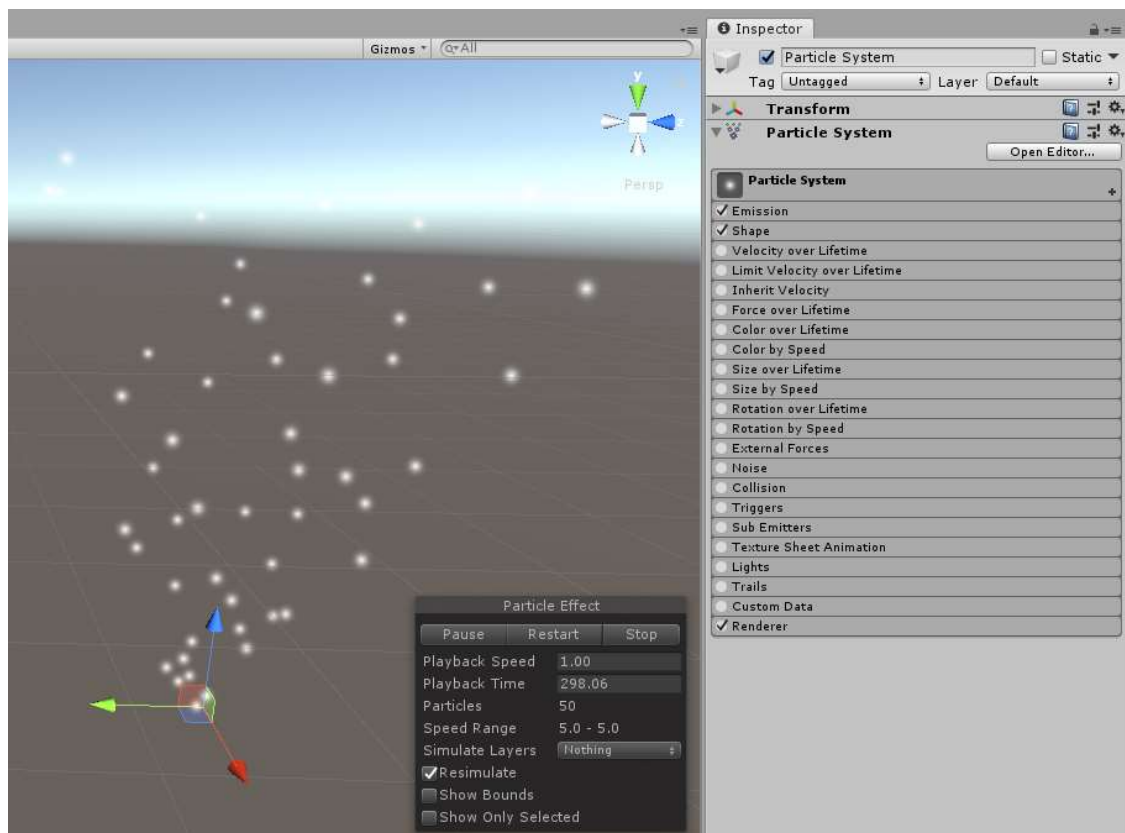 Gizmos
All
y
z
Persp
Particle Effect
Pause Restart Stop
Playback Speed 1.00
Playback Time 298.06
Particles 50
Speed Range 5.0 - 5.0
Simulate Layers Nothing
Resimulate
Show Bounds
Show Only Selected
Inspector
Particle System Static
Tag Untagged Layer Default
Transform
Particle System
Open Editor...
Particle System
Emission
Shape
Velocity over Lifetime
Limit Velocity over Lifetime
Inherit Velocity
Force over Lifetime
Color over Lifetime
Color by Speed
Size over Lifetime
Size by Speed
Rotation over Lifetime
Rotation by Speed
External Forces
Noise
Collision
Triggers
Sub Emitters
Texture Sheet Animation
Lights
Trails
Custom Data
Renderer